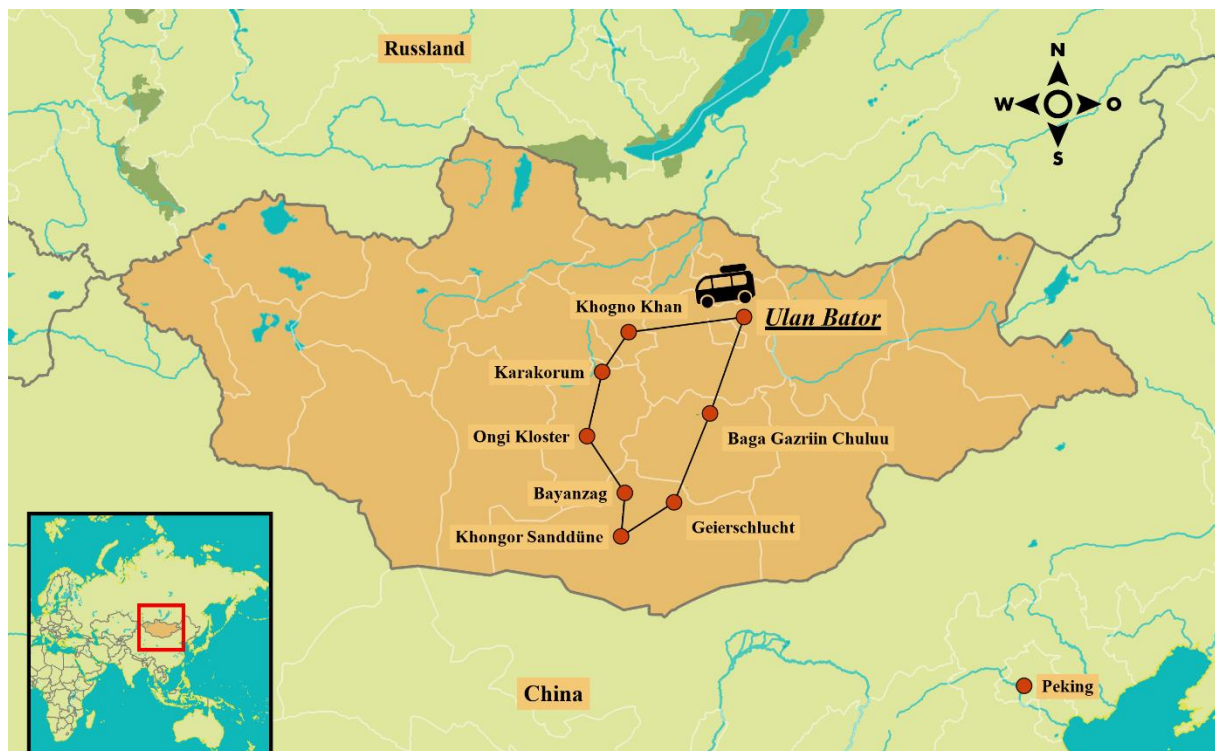 Russland
N
W
O
S
Khogno Khan
Ulan Bator
Karakorum
Baga Gazriin Chuluu
Ongi Kloster
Bayanzag
Geierschlucht
Khongor Sanddüne
China
Peking